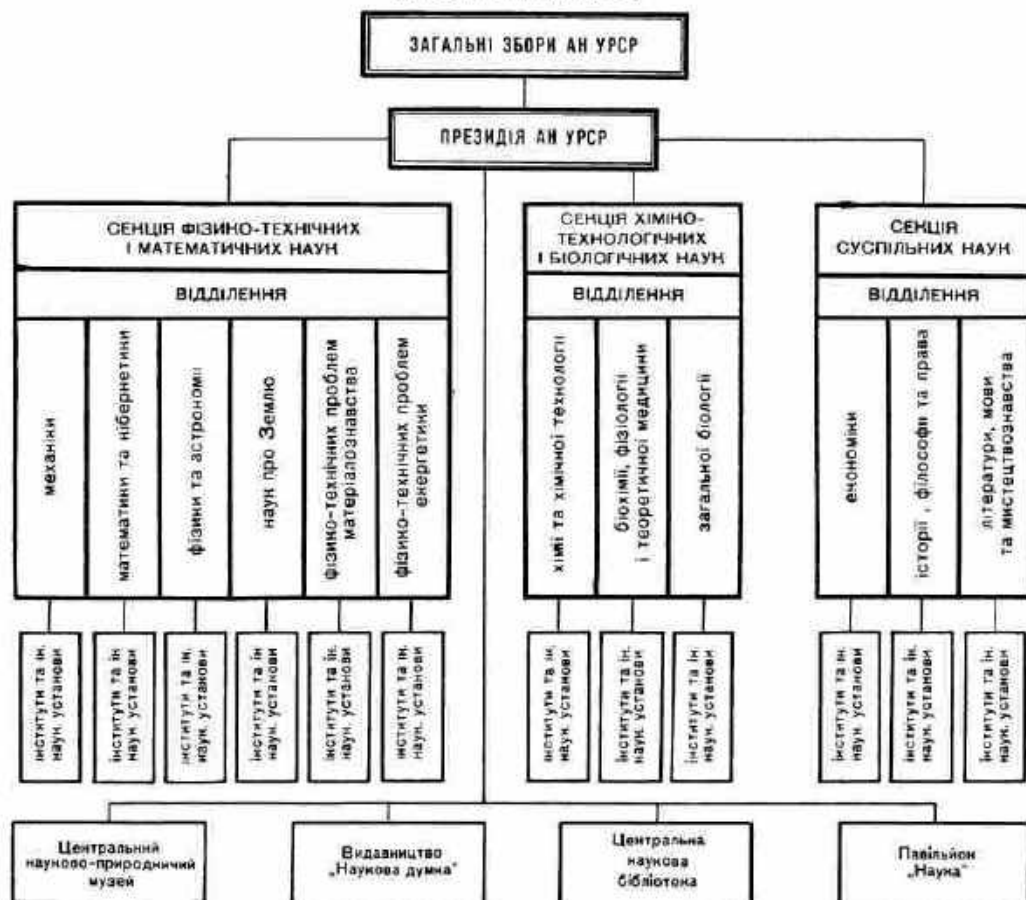 ЗАГАЛЬНІ ЗБОРИ АН УРСР
ПРЕЗИДІЯ АН УРСР
СЕКЦІЯ ФІЗИКО-ТЕХНІЧНИХ
І МАТЕМАТИЧНИХ НАУК
ВІДДІЛЕННЯ
механіки
математики та кібернетики
фізики та астрономії
наук про Землю
фізико-технічних проблем
матеріалознавства
фізико-технічних проблем
енергетики
інститути та ін.
наук. установи
інститути та ін.
наук. установи
інститути та ін.
наук. установи
інститути та ін.
наук. установи
інститути та ін.
наук. установи
інститути та ін.
наук. установи
СЕКЦІЯ ХІМІКО-
ТЕХНОЛОГІЧНИХ
І БІОЛОГІЧНИХ НАУК
ВІДДІЛЕННЯ
хімії та хімічної технології
біохімії, фізіології
і теоретичної медицини
загальної біології
інститути та ін.
наук. установи
інститути та ін.
наук. установи
інститути та ін.
наук. установи
СЕКЦІЯ
СУСПІЛЬНИХ НАУК
ВІДДІЛЕННЯ
економіки
історії, філософії та права
літератури, мови
та мистецтвознавства
інститути та ін.
наук. установи
інститути та ін.
наук. установи
інститути та ін.
наук. установи
Центральний
науково-природничий
музей
Видавництво
„Наукова думка"
Центральна
наукова
бібліотека
Павільйон
„Наука"